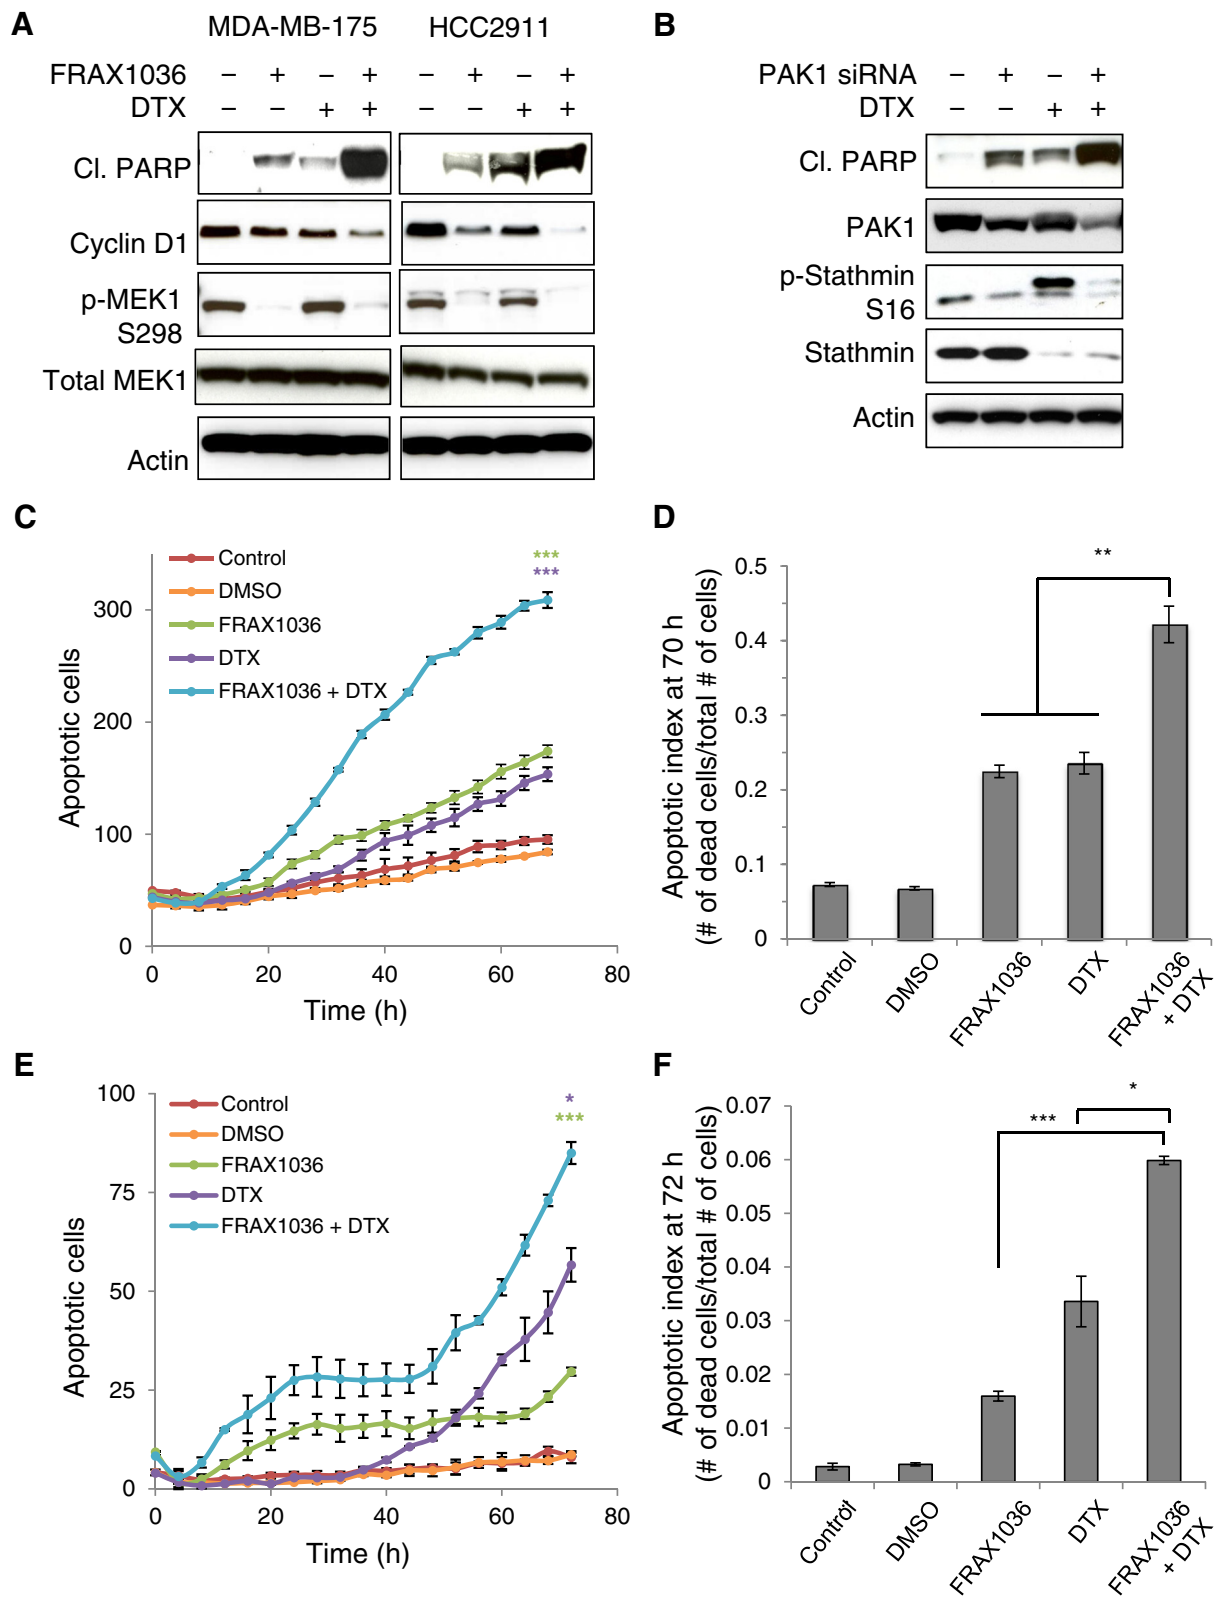 A
MDA-MB-175 HCC2911
FRAX1036 – + – + – + – +
DTX – – + + – – + +
Cl. PARP
Cyclin D1
p-MEK1
S298
Total MEK1
Actin
B
PAK1 siRNA – + – +
DTX – – + +
Cl. PARP
PAK1
p-Stathmin
S16
Stathmin
Actin
C
Control
DMSO
FRAX1036
DTX
FRAX1036 + DTX
***
***
Apoptotic cells
300
200
100
0
0 20 40 60 80
Time (h)
D
Apoptotic index at 70 h
(# of dead cells/total # of cells)
0.5
0.4
0.3
0.2
0.1
0
**
Control
DMSO
FRAX1036
DTX
FRAX1036
+ DTX
E
Control
DMSO
FRAX1036
DTX
FRAX1036 + DTX
*
***
Apoptotic cells
100
75
50
25
0
0 20 40 60 80
Time (h)
F
Apoptotic index at 72 h
(# of dead cells/total # of cells)
0.07
0.06
0.05
0.04
0.03
0.02
0.01
0
***
*
Control
DMSO
FRAX1036
DTX
FRAX1036
+ DTX